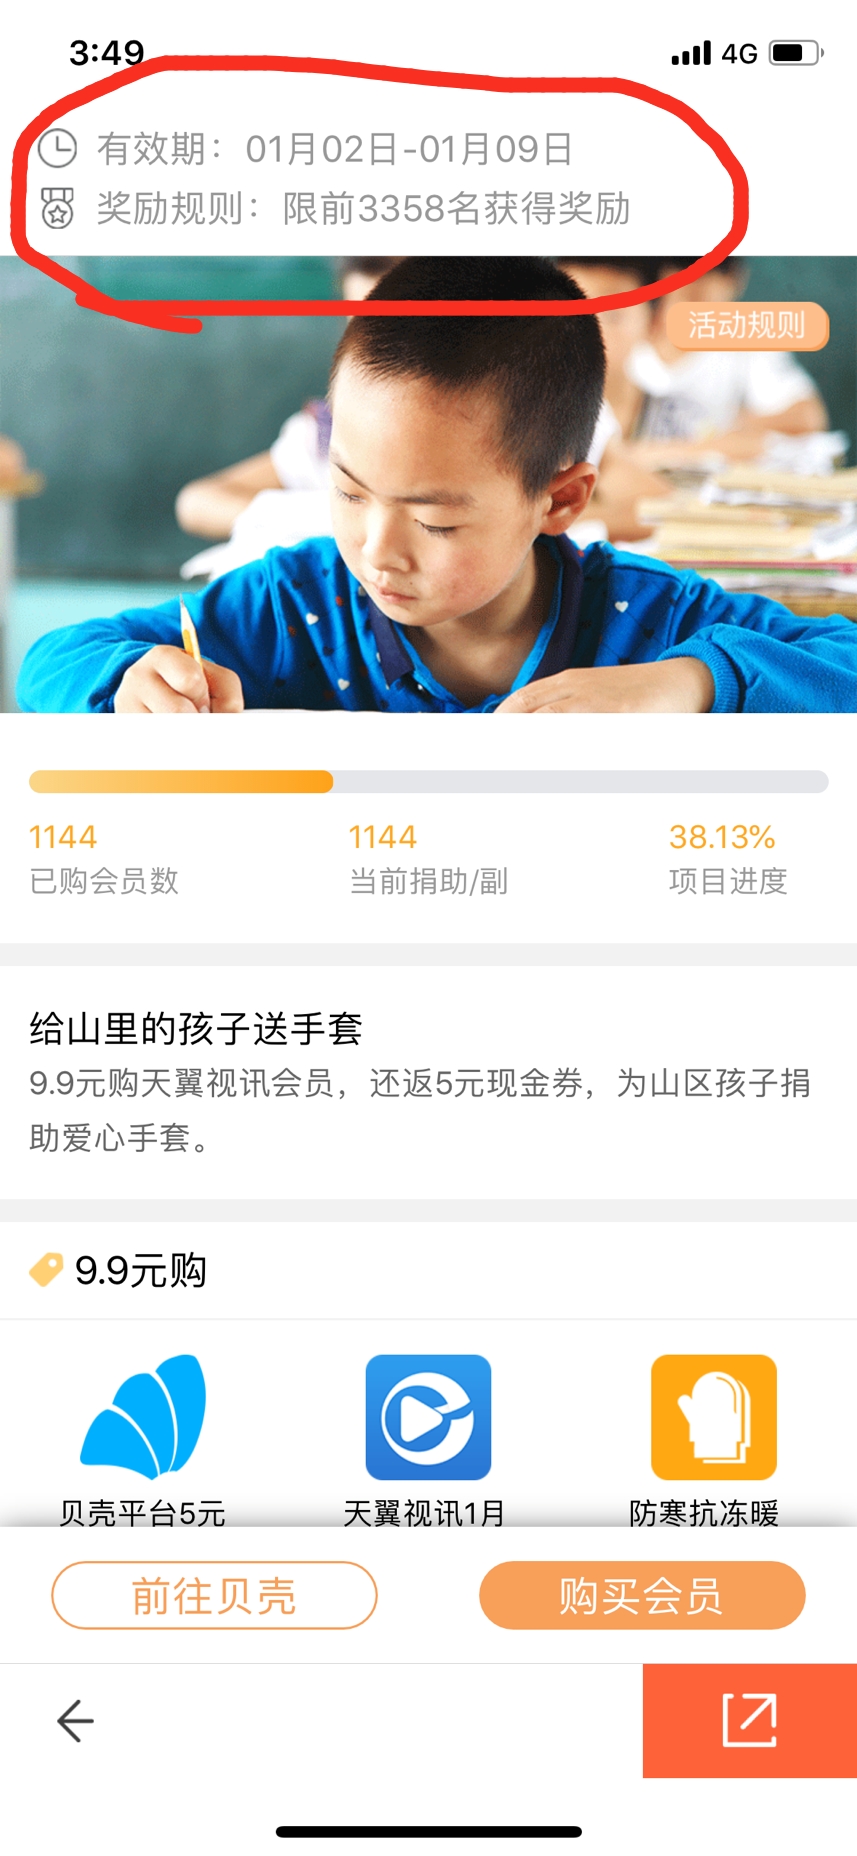 3:49 4G
有效期：01月02日-01月09日
奖励规则：限前3358名获得奖励
活动规则
1144 1144 38.13%
已购会员数 当前捐助/副 项目进度
给山里的孩子送手套
9.9元购天翼视讯会员，还返5元现金券，为山区孩子捐
助爱心手套。
9.9元购
贝壳平台5元 天翼视讯1月 防寒抗冻暖
前往贝壳 购买会员